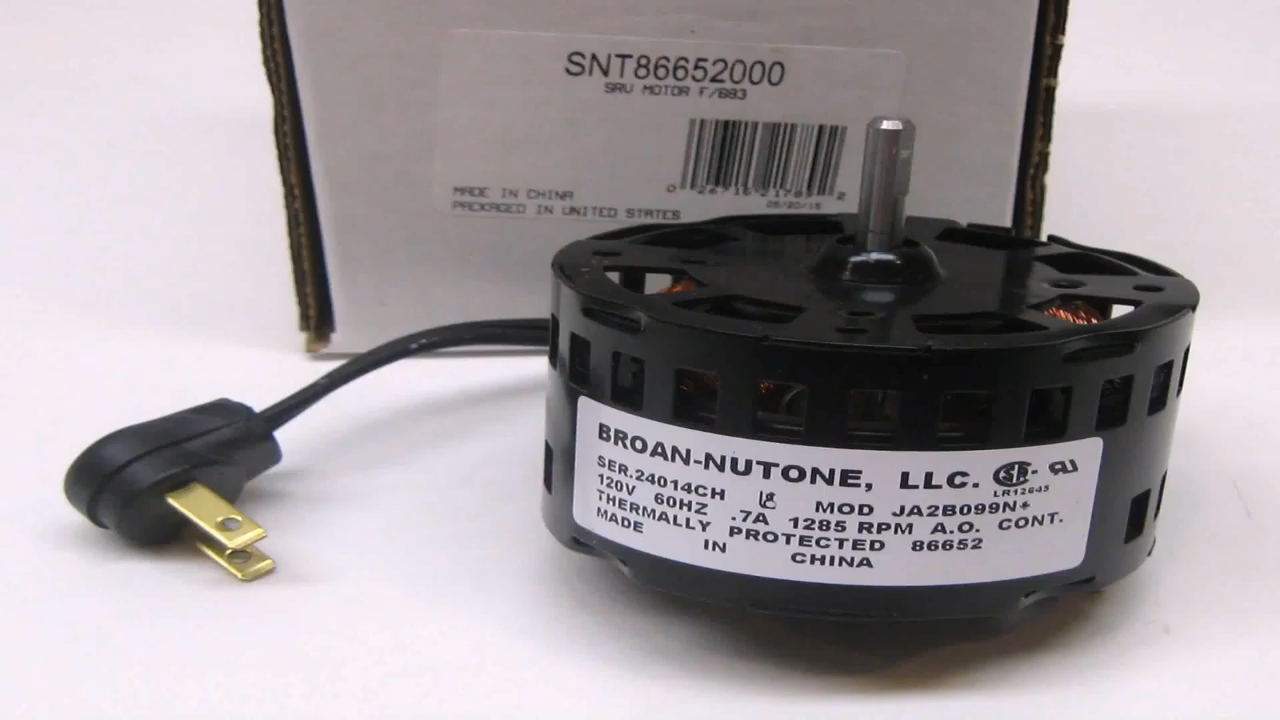 SNT86652000
SRV MOTOR F/683
MADE IN CHINA
PACKAGED IN UNITED STATES
05/20/15
BROAN-NUTONE, LLC.
LR12645
SER.24014CH MOD JA2B099N*
120V 60HZ .7A 1285 RPM A.O. CONT.
THERMALLY PROTECTED 86652
MADE IN CHINA